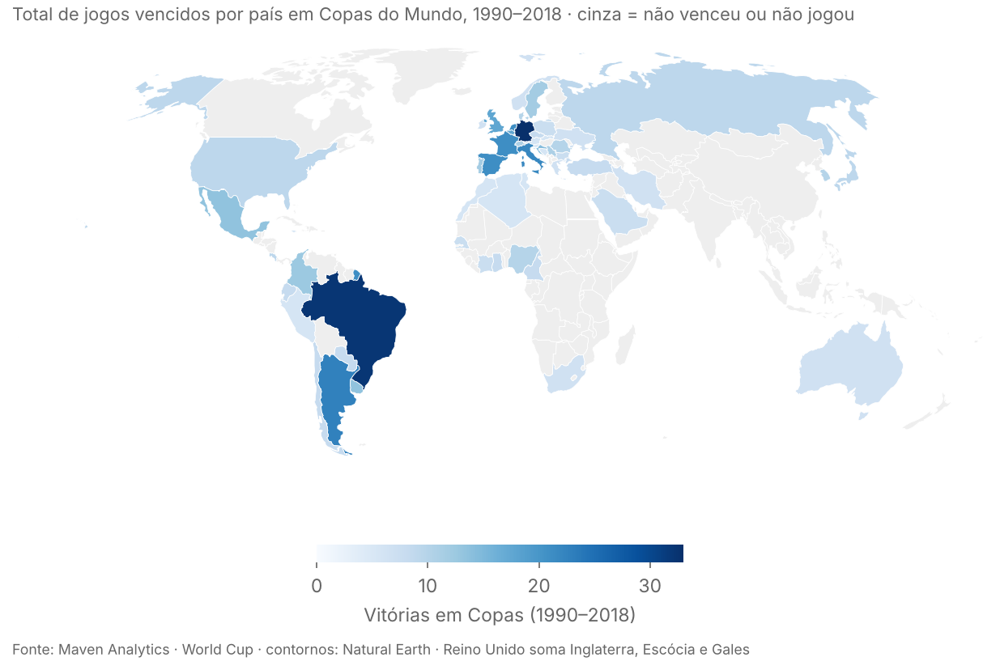 Total de jogos vencidos por país em Copas do Mundo, 1990–2018 · cinza = não venceu ou não jogou
0 10 20 30
Vitórias em Copas (1990–2018)
Fonte: Maven Analytics · World Cup · contornos: Natural Earth · Reino Unido soma Inglaterra, Escócia e Gales